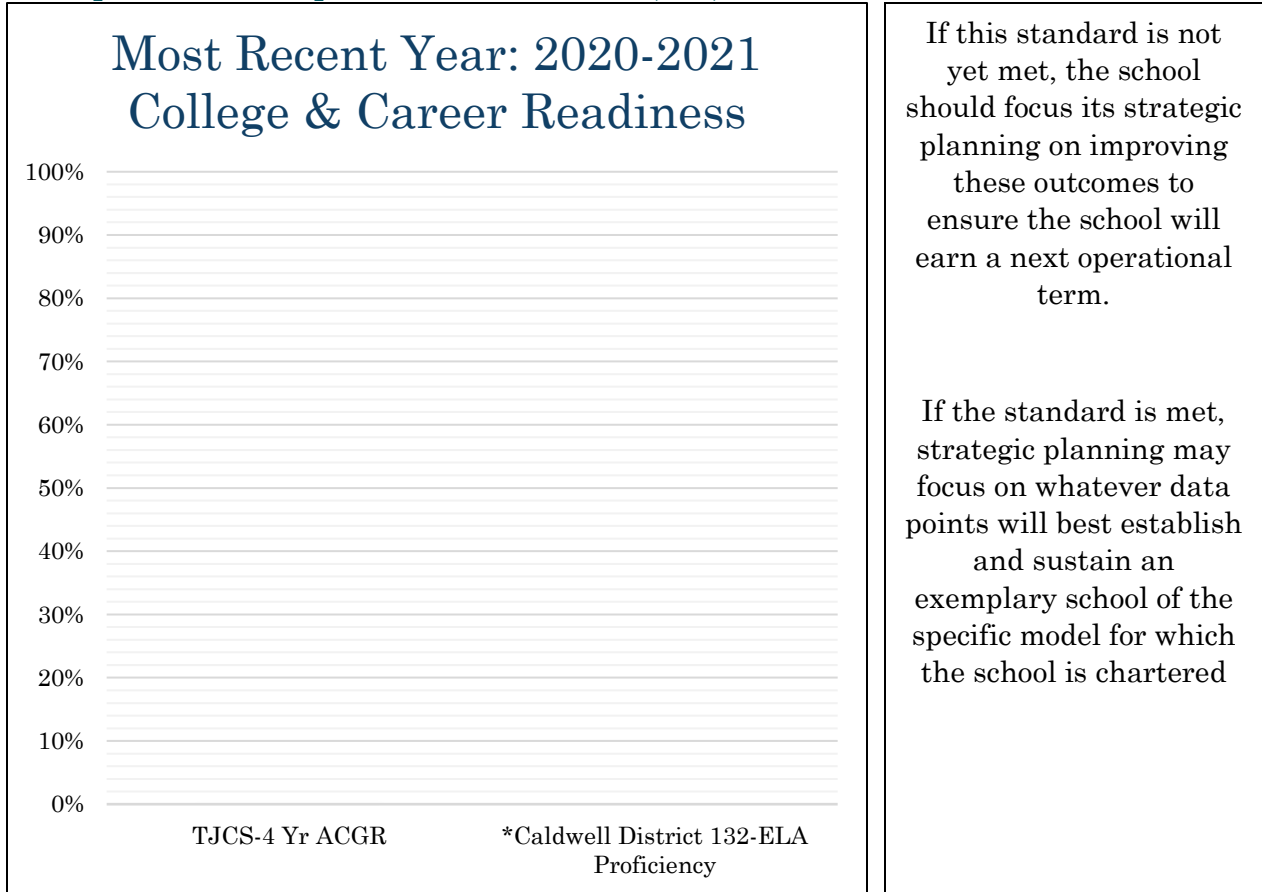 Most Recent Year: 2020-2021
College & Career Readiness
100%
90%
80%
70%
60%
50%
40%
30%
20%
10%
0%
TJCS-4 Yr ACGR
*Caldwell District 132-ELA
Proficiency
If this standard is not
yet met, the school
should focus its strategic
planning on improving
these outcomes to
ensure the school will
earn a next operational
term.
If the standard is met,
strategic planning may
focus on whatever data
points will best establish
and sustain an
exemplary school of the
specific model for which
the school is chartered